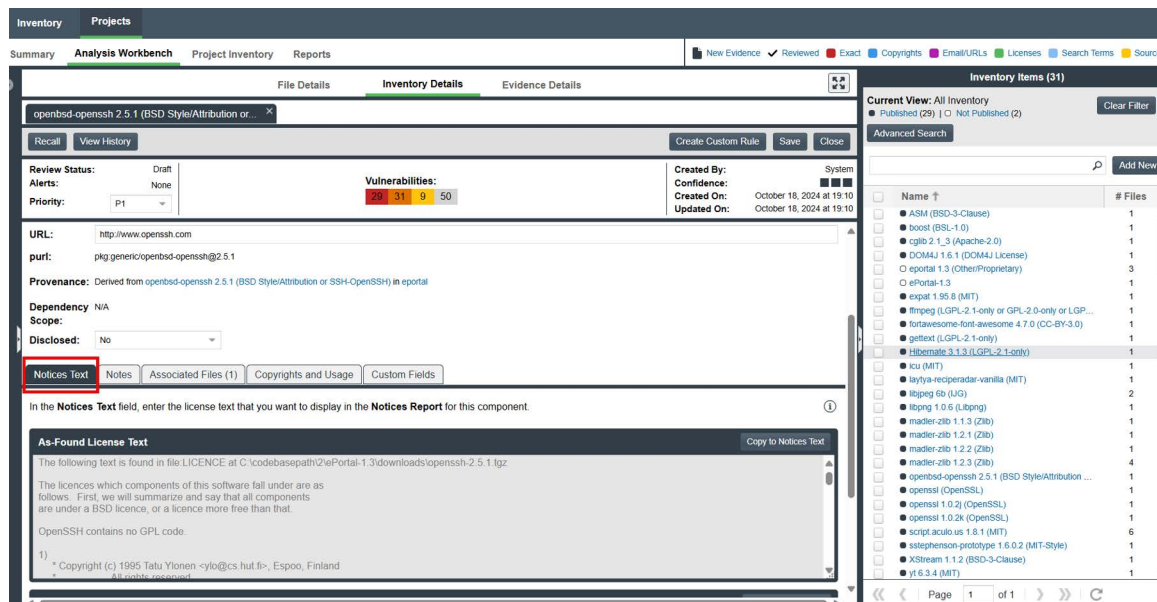 Inventory Projects
Summary Analysis Workbench Project Inventory Reports
New Evidence Reviewed Exact Copyrights Email/URLs Licenses Search Terms Sourc
File Details Inventory Details Evidence Details
openbsd-openssh 2.5.1 (BSD Style/Attribution or... ×
Recall View History Create Custom Rule Save Close
Review Status: Draft
Alerts: None
Priority: P1
Vulnerabilities:
29 31 9 50
Created By: System
Confidence:
Created On: October 18, 2024 at 19:10
Updated On: October 18, 2024 at 19:10
URL: http://www.openssh.com
purl: pkg:generic/openbsd-openssh@2.5.1
Provenance: Derived from openbsd-openssh 2.5.1 (BSD Style/Attribution or SSH-OpenSSH) in eportal
Dependency Scope: N/A
Disclosed: No
Notices Text Notes Associated Files (1) Copyrights and Usage Custom Fields
In the Notices Text field, enter the license text that you want to display in the Notices Report for this component.
As-Found License Text Copy to Notices Text
The following text is found in file:LICENCE at C:\codebasepath\2\ePortal-1.3\downloads\openssh-2.5.1.tgz
The licences which components of this software fall under are as
follows. First, we will summarize and say that all components
are under a BSD licence, or a licence more free than that.
OpenSSH contains no GPL code.
1)
* Copyright (c) 1995 Tatu Ylonen <ylo@cs.hut.fi>, Espoo, Finland
* All rights reserved
Inventory Items (31)
Current View: All Inventory
Published (29) | Not Published (2)
Clear Filter
Advanced Search
Add New
Name # Files
ASM (BSD-3-Clause) 1
boost (BSL-1.0) 1
cglib 2.1_3 (Apache-2.0) 1
DOM4J 1.6.1 (DOM4J License) 1
eportal 1.3 (Other/Proprietary) 3
ePortal-1.3 1
expat 1.95.8 (MIT) 1
ffmpeg (LGPL-2.1-only or GPL-2.0-only or LGP... 1
fortawesome-font-awesome 4.7.0 (CC-BY-3.0) 1
gettext (LGPL-2.1-only) 1
Hibernate 3.1.3 (LGPL-2.1-only) 1
icu (MIT) 1
laytya-reciperadar-vanilla (MIT) 1
libjpeg 6b (IJG) 2
libpng 1.0.6 (Libpng) 1
madler-zlib 1.1.3 (Zlib) 1
madler-zlib 1.2.1 (Zlib) 1
madler-zlib 1.2.2 (Zlib) 1
madler-zlib 1.2.3 (Zlib) 4
openbsd-openssh 2.5.1 (BSD Style/Attribution ... 1
openssl (OpenSSL) 1
openssl 1.0.2j (OpenSSL) 1
openssl 1.0.2k (OpenSSL) 1
script.aculo.us 1.8.1 (MIT) 6
sstephenson-prototype 1.6.0.2 (MIT-Style) 1
XStream 1.1.2 (BSD-3-Clause) 1
yt 6.3.4 (MIT) 1
Page 1 of 1